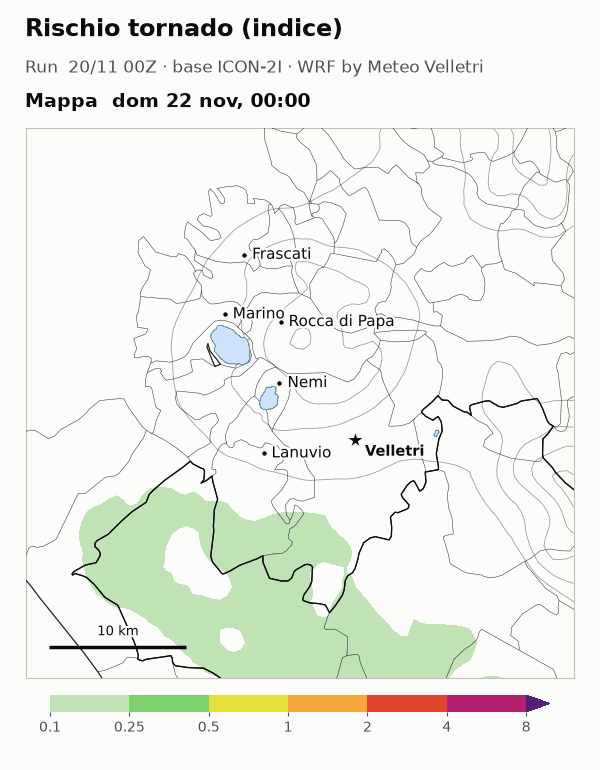 Rischio tornado (indice)
Run  20/11 00Z · base ICON-2I · WRF by Meteo Velletri
Mappa  dom 22 nov, 00:00
Frascati
Marino
Rocca di Papa
Nemi
Velletri
Lanuvio
10 km
0.1 0.25 0.5 1 2 4 8